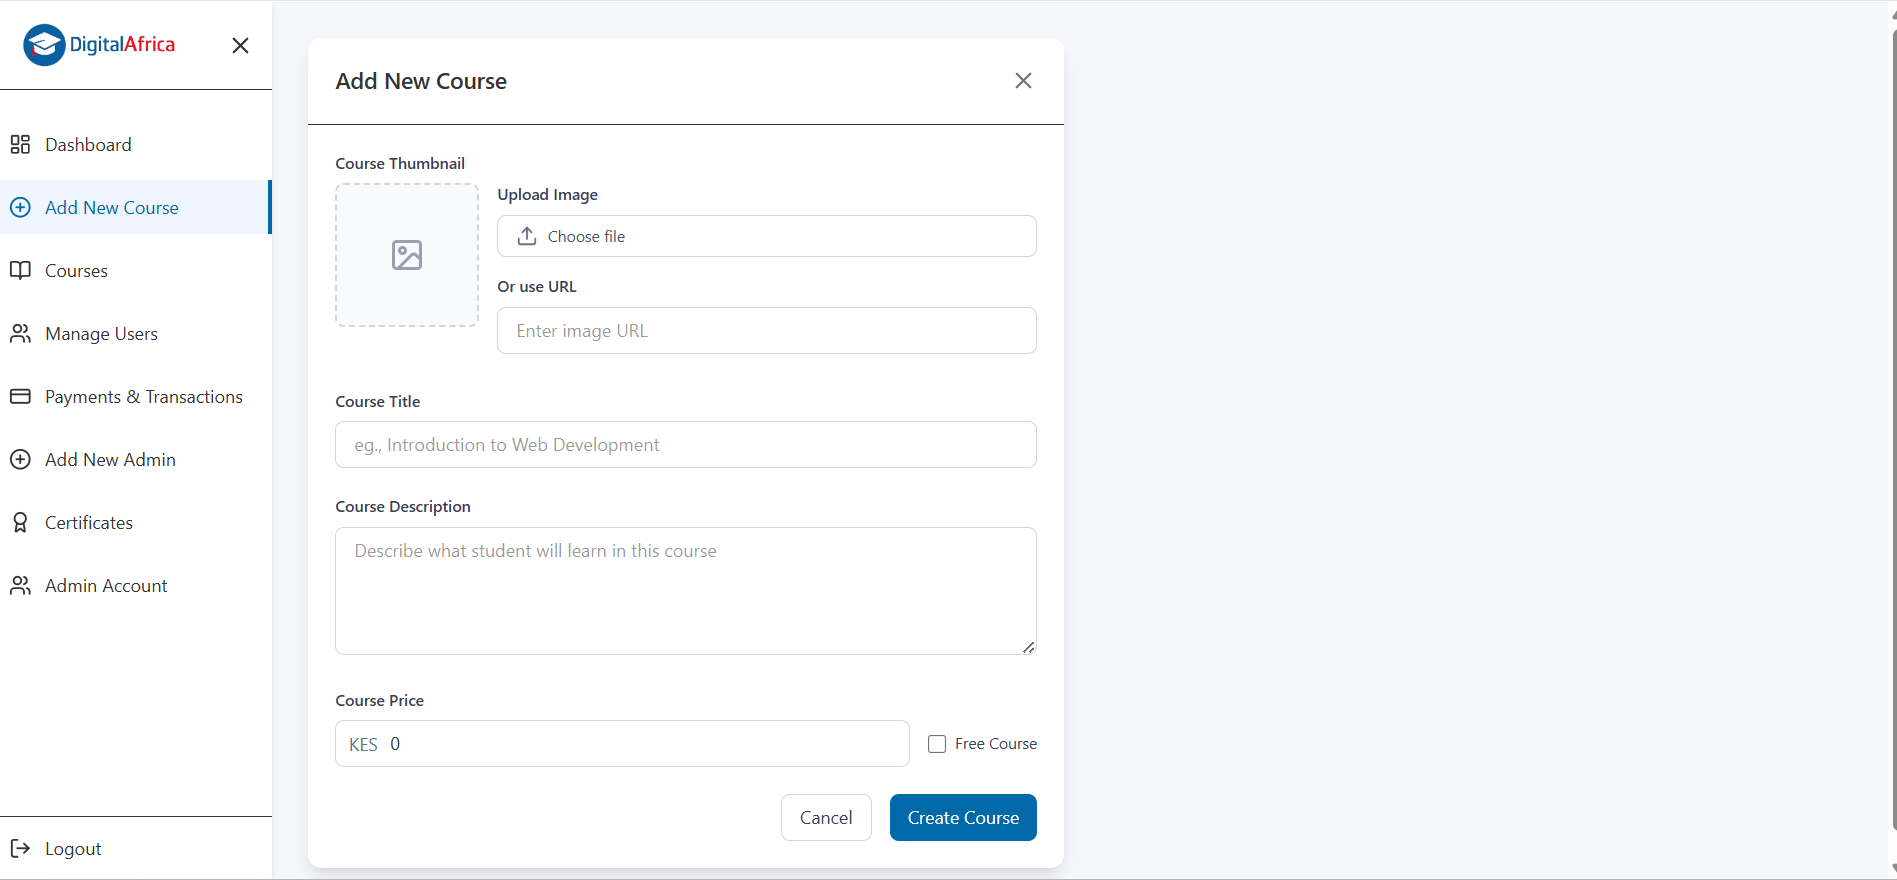 DigitalAfrica
Dashboard
Add New Course
Courses
Manage Users
Payments & Transactions
Add New Admin
Certificates
Admin Account
Logout
Add New Course
Course Thumbnail
Upload Image
Choose file
Or use URL
Enter image URL
Course Title
eg., Introduction to Web Development
Course Description
Describe what student will learn in this course
Course Price
KES 0
Free Course
Cancel
Create Course